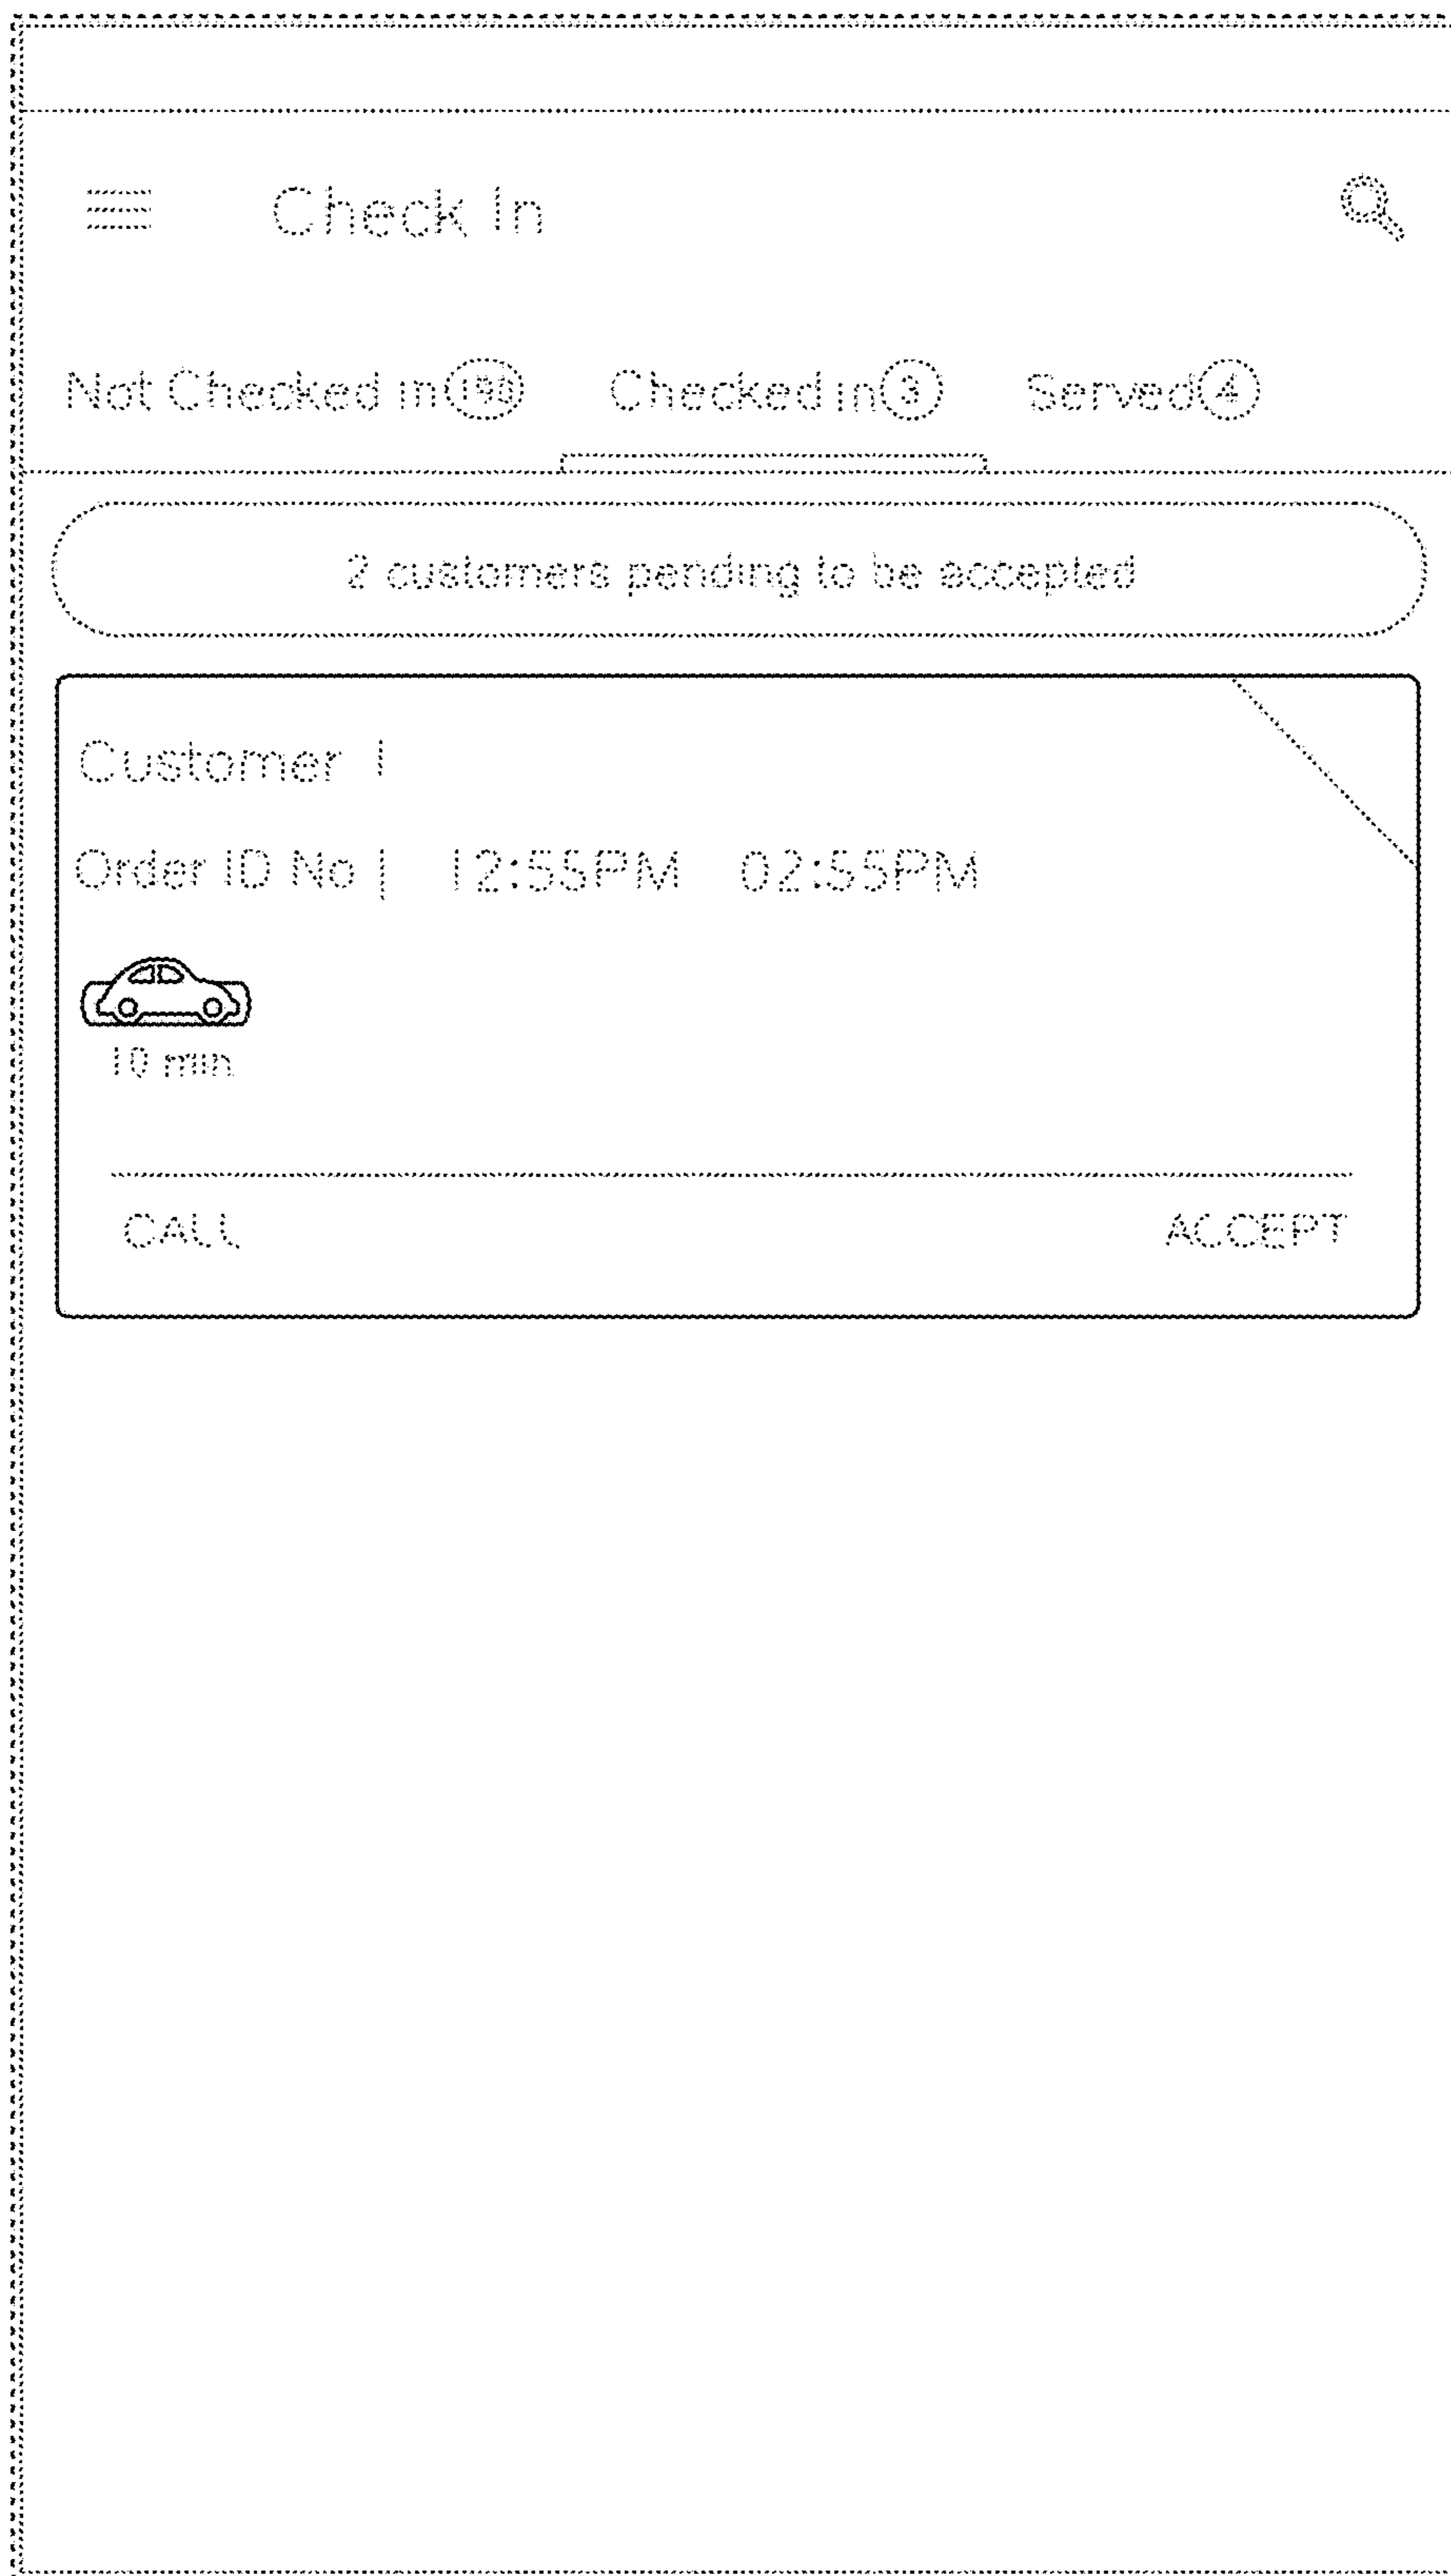 Check In
Not Checked in 198 Checked in 3 Served 4
2 customers pending to be accepted
Customer 1
Order ID No | 12:55PM 02:55PM
10 min
CALL ACCEPT